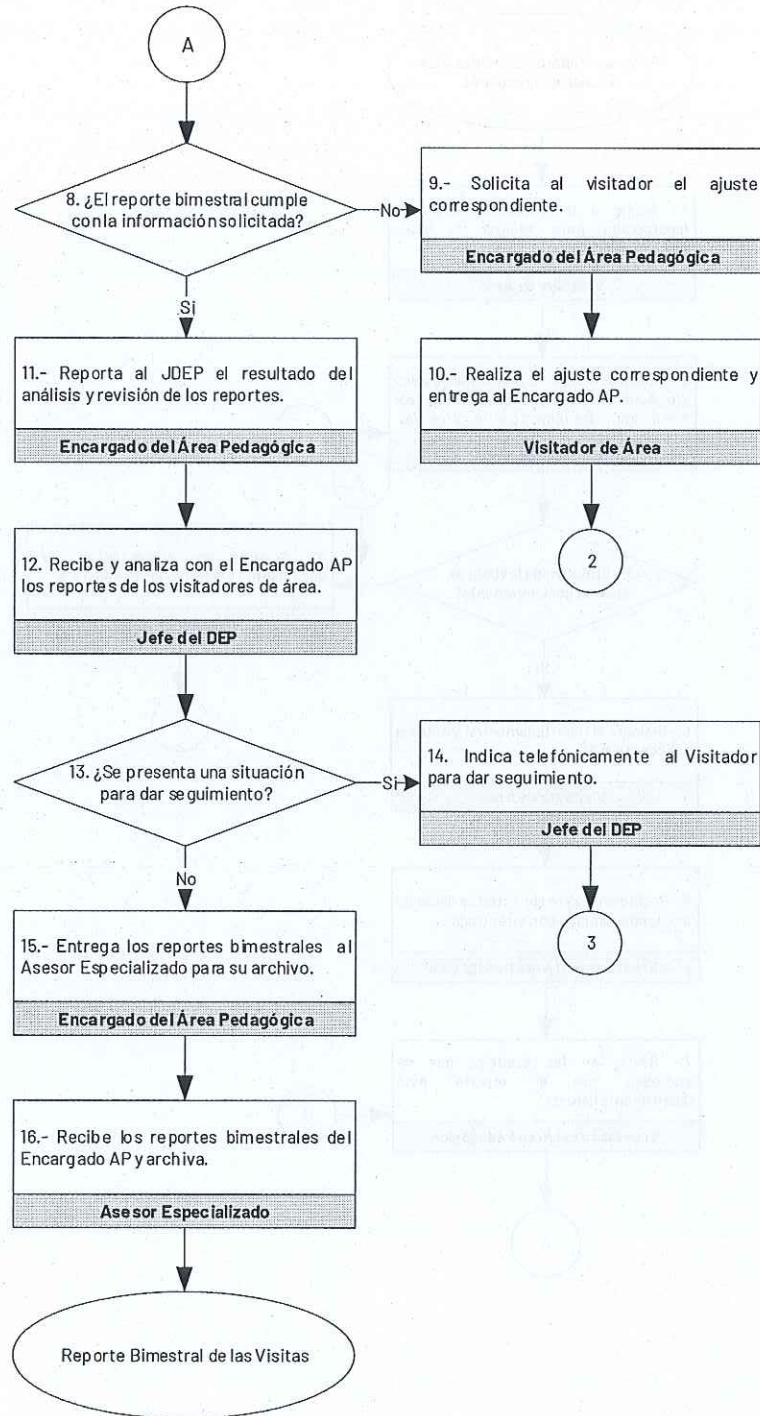 A
8. ¿El reporte bimestral cumple
con la información solicitada?
No
9.- Solicita al visitador el ajuste
correspondiente.
Encargado del Área Pedagógica
Si
10.- Realiza el ajuste correspondiente y
entrega al Encargado AP.
Visitador de Área
2
11.- Reporta al JDEP el resultado del
análisis y revisión de los reportes.
Encargado del Área Pedagógica
12. Recibe y analiza con el Encargado AP
los reportes de los visitadores de área.
Jefe del DEP
13. ¿Se presenta una situación
para dar seguimiento?
Si
14. Indica telefónicamente al Visitador
para dar seguimiento.
Jefe del DEP
3
No
15.- Entrega los reportes bimestrales al
Asesor Especializado para su archivo.
Encargado del Área Pedagógica
16.- Recibe los reportes bimestrales del
Encargado AP y archiva.
Asesor Especializado
Reporte Bimestral de las Visitas